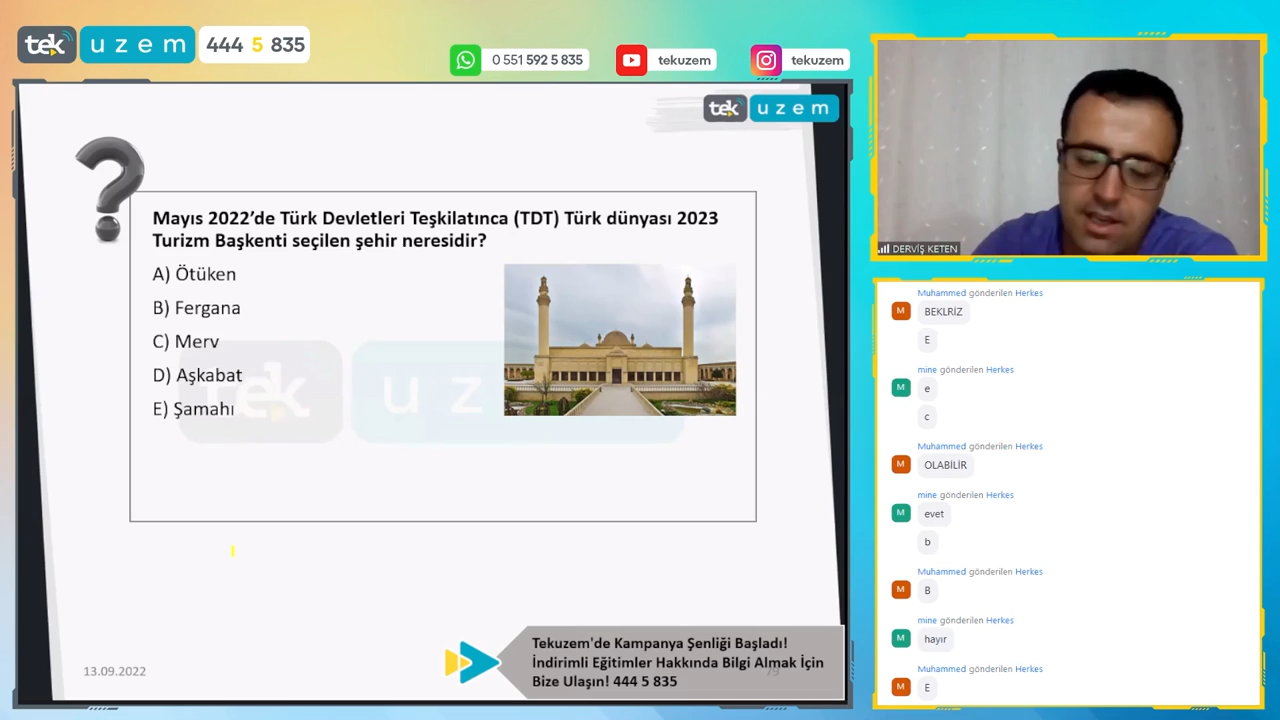 tek uzem 444 5 835
0 551 592 5 835
tekuzem
tekuzem
tek uzem
Mayıs 2022’de Türk Devletleri Teşkilatınca (TDT) Türk dünyası 2023
Turizm Başkenti seçilen şehir neresidir?
A) Ötüken
B) Fergana
C) Merv
D) Aşkabat
E) Şamahı
tek uz
13.09.2022
79
Tekuzem'de Kampanya Şenliği Başladı!
İndirimli Eğitimler Hakkında Bilgi Almak İçin
Bize Ulaşın! 444 5 835
DERVİŞ KETEN
Muhammed gönderilen Herkes
M BEKLRİZ
E
mine gönderilen Herkes
M e
c
Muhammed gönderilen Herkes
M OLABİLİR
mine gönderilen Herkes
M evet
b
Muhammed gönderilen Herkes
M B
mine gönderilen Herkes
M hayır
Muhammed gönderilen Herkes
M E